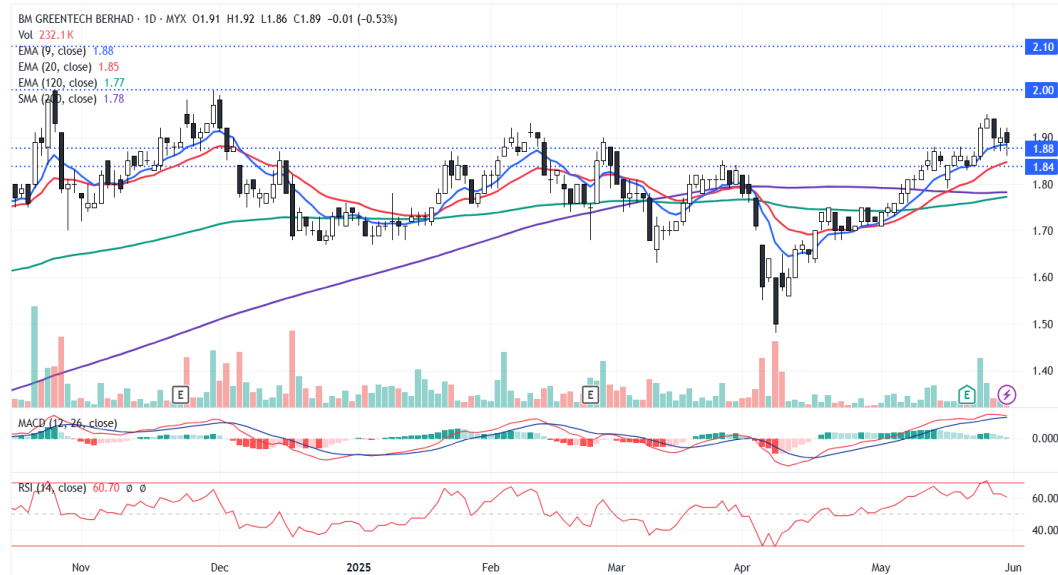 BM GREENTECH BERHAD · 1D · MYX O1.91 H1.92 L1.86 C1.89 −0.01 (−0.53%)
Vol 232.1 K
EMA (9, close) 1.88
EMA (20, close) 1.85
EMA (120, close) 1.77
SMA (200, close) 1.78
2.10
2.00
1.90
1.88
1.84
1.80
1.70
1.60
1.50
1.40
E
E
E
MACD (12, 26, close)
0.000
RSI (14, close) 60.70 ø ø
60.00
40.00
Nov Dec 2025 Feb Mar Apr May Jun